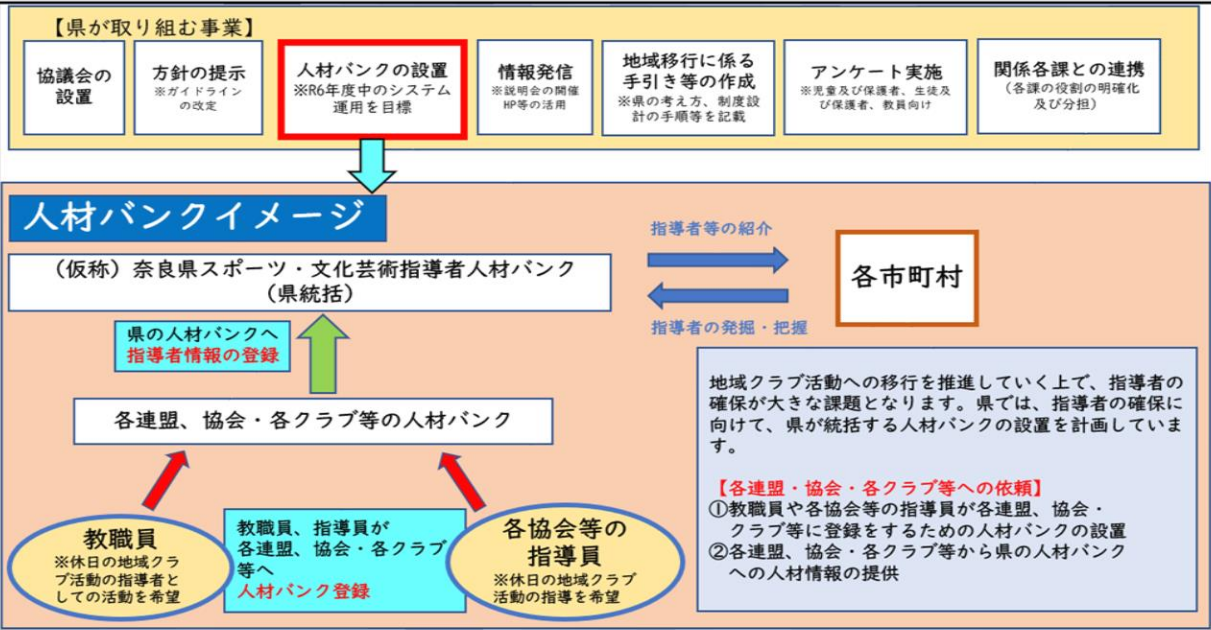 【県が取り組む事業】
協議会の
設置
方針の提示
※ガイドライン
の改定
人材バンクの設置
※R6年度中のシステム
運用を目標
情報発信
※説明会の開催
HP等の活用
地域移行に係る
手引き等の作成
※県の考え方、制度設
計の手順等を記載
アンケート実施
※児童及び保護者、生徒及
び保護者、教員向け
関係各課との連携
(各課の役割の明確化
及び分担)
人材バンクイメージ
(仮称)奈良県スポーツ・文化芸術指導者人材バンク
(県統括)
指導者等の紹介
指導者の発掘・把握
各市町村
県の人材バンクへ
指導者情報の登録
各連盟、協会・各クラブ等の人材バンク
教職員
※休日の地域クラ
ブ活動の指導者と
しての活動を希望
教職員、指導員が
各連盟、協会・各クラブ
等へ
人材バンク登録
各協会等の
指導員
※休日の地域クラブ
活動の指導を希望
地域クラブ活動への移行を推進していく上で、指導者の
確保が大きな課題となります。県では、指導者の確保に
向けて、県が統括する人材バンクの設置を計画していま
す。
【各連盟・協会・各クラブ等への依頼】
①教職員や各協会等の指導員が各連盟、協会・
クラブ等に登録をするための人材バンクの設置
②各連盟、協会・各クラブ等から県の人材バンク
への人材情報の提供